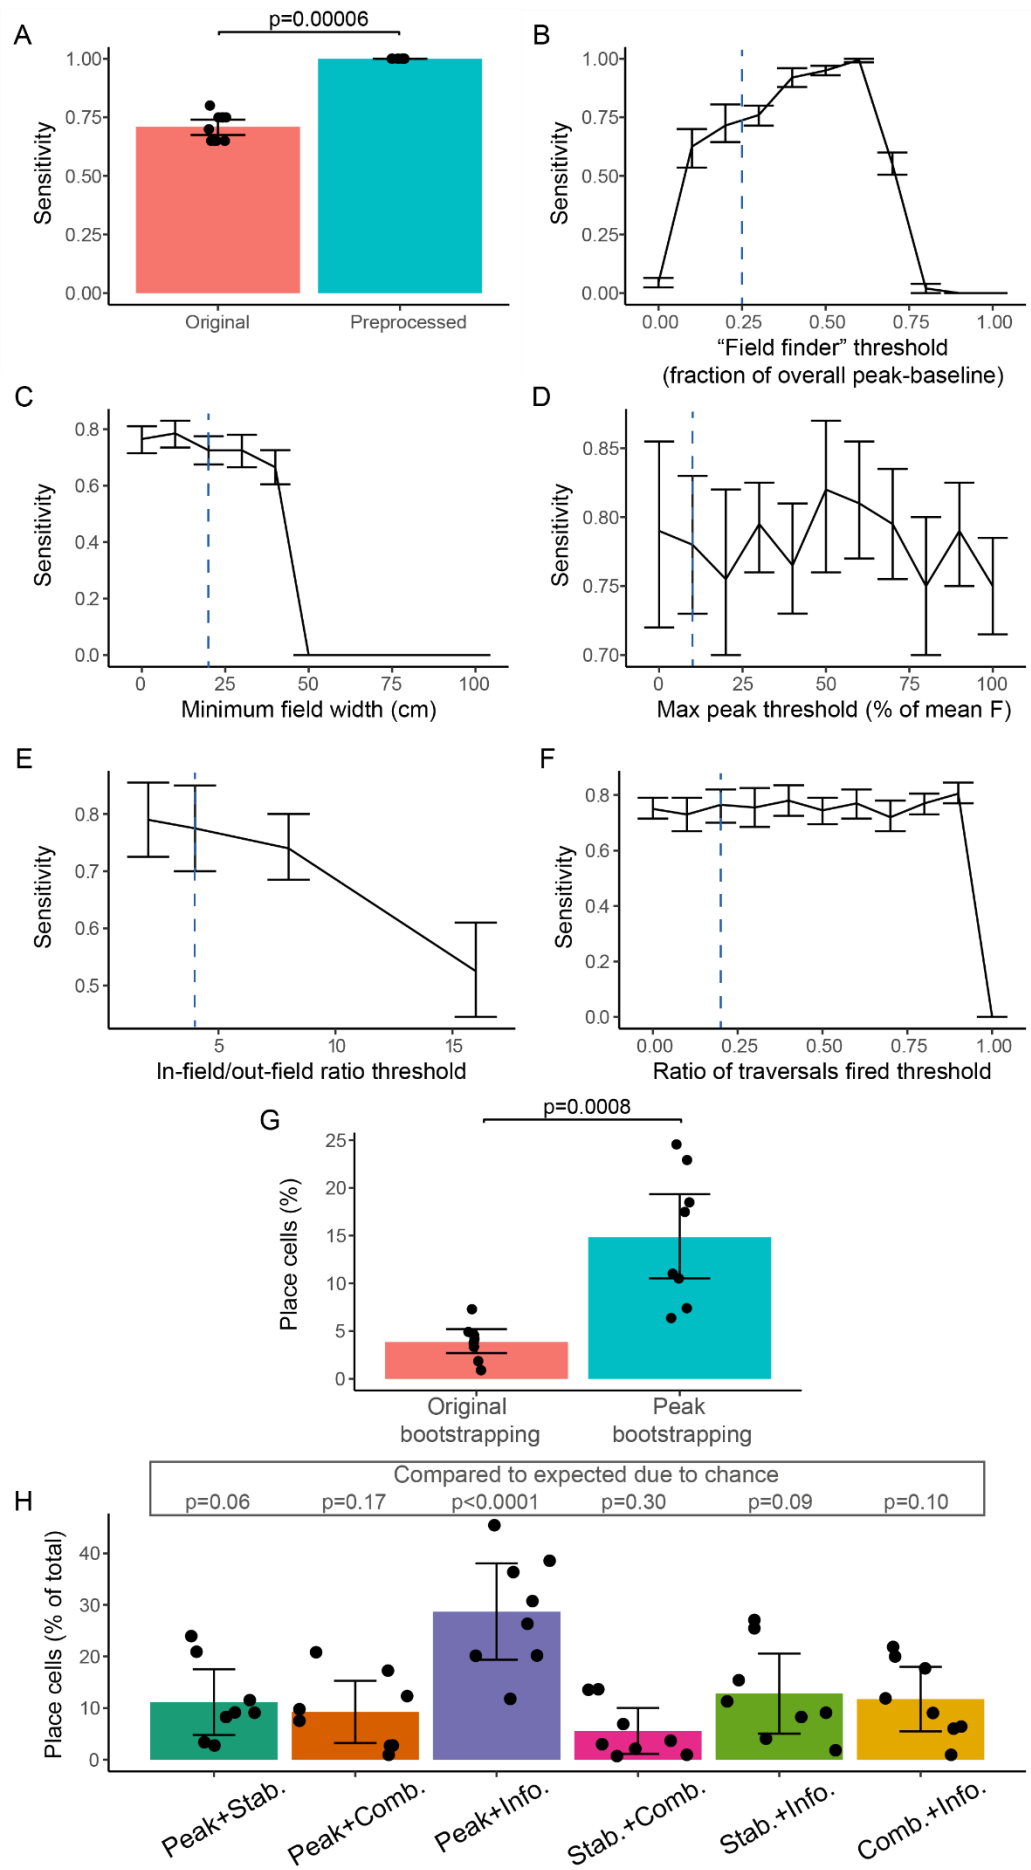 A
p=0.00006
Sensitivity
1.00
0.75
0.50
0.25
0.00
Original
Preprocessed
B
Sensitivity
1.00
0.75
0.50
0.25
0.00
0.00
0.25
0.50
0.75
1.00
“Field finder” threshold
(fraction of overall peak-baseline)
C
Sensitivity
0.8
0.6
0.4
0.2
0.0
0
25
50
75
100
Minimum field width (cm)
D
Sensitivity
0.85
0.80
0.75
0.70
0
25
50
75
100
Max peak threshold (% of mean F)
E
Sensitivity
0.8
0.7
0.6
0.5
5
10
15
In-field/out-field ratio threshold
F
Sensitivity
0.8
0.6
0.4
0.2
0.0
0.00
0.25
0.50
0.75
1.00
Ratio of traversals fired threshold
G
p=0.0008
Place cells (%)
25
20
15
10
5
0
Original
bootstrapping
Peak
bootstrapping
H
Compared to expected due to chance
p=0.06
p=0.17
p<0.0001
p=0.30
p=0.09
p=0.10
Place cells (% of total)
40
30
20
10
0
Peak+Stab.
Peak+Comb.
Peak+Info.
Stab.+Comb.
Stab.+Info.
Comb.+Info.